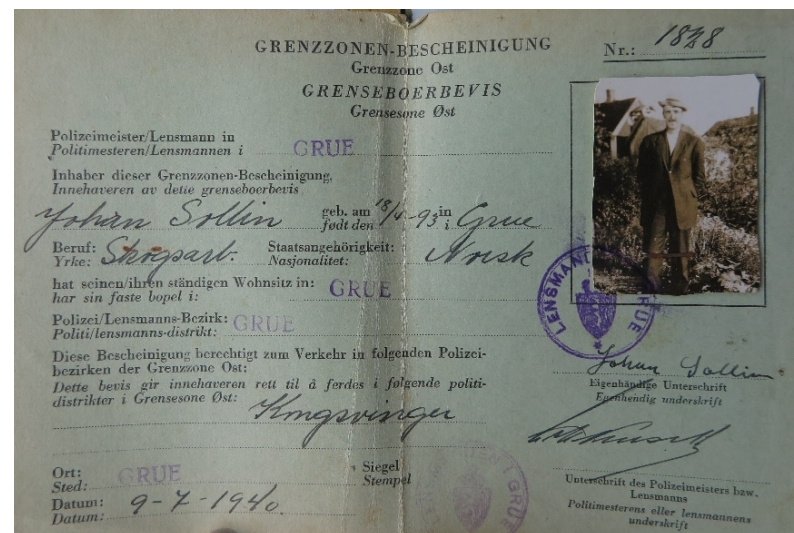 GRENZZONEN-BESCHEINIGUNG
Grenzzone Ost
GRENSEBOERBEVIS
Grensesone Øst
Nr.: 1828
Polizeimeister/Lensmann in
Politimesteren/Lensmannen i GRUE
Inhaber dieser Grenzzonen-Bescheinigung,
Innehaveren av dette grenseboerbevis
Johan Sollin geb. am 18/4-93 in Grue
født den i
Beruf: Skogsarb. Staatsangehörigkeit: Norsk
Yrke: Nasjonalitet:
hat seinen/ihren ständigen Wohnsitz in: GRUE
har sin faste bopel i:
Polizei/Lensmanns-Bezirk: GRUE
Politi/lensmanns-distrikt:
Diese Bescheinigung berechtigt zum Verkehr in folgenden Polizei-
bezirken der Grenzzone Ost:
Dette bevis gir innehaveren rett til å ferdes i følgende politi-
distrikter i Grensesone Øst: Kongsvinger
Ort: GRUE Siegel
Sted: Stempel
Datum: 9-7-1940.
Datum:
LENSMANNEN I GRUE
Johan Sollin
Eigenhändige Unterschrift
Egenhendig underskrift
Unterschrift des Polizeimeisters bzw.
Lensmanns
Politimesterens eller lensmannens
underskrift
LENSMANNEN I GRUE